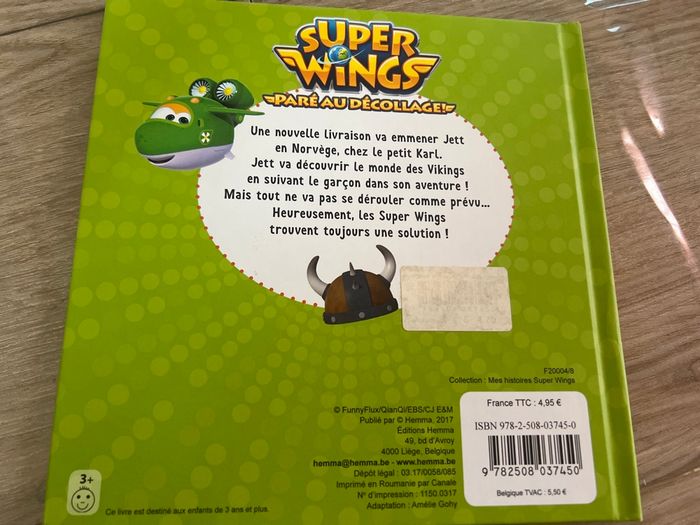 SUPER
WINGS
PARÉ AU DÉCOLLAGE!
Une nouvelle livraison va emmener Jett
en Norvège, chez le petit Karl.
Jett va découvrir le monde des Vikings
en suivant le garçon dans son aventure !
Mais tout ne va pas se dérouler comme prévu...
Heureusement, les Super Wings
trouvent toujours une solution !
F20004/8
Collection : Mes histoires Super Wings
© FunnyFlux/QianQi/EBS/CJ E&M
Publié par © Hemma, 2017
Éditions Hemma
49, bd d'Avroy
4000 Liège, Belgique
hemma@hemma.be - www.hemma.be
Dépôt légal : 03.17/0058/085
Imprimé en Roumanie par Canale
N° d'impression : 1150.0317
Adaptation : Amélie Gohy
France TTC : 4,95 €
ISBN 978-2-508-03745-0
9 782508 037450
Belgique TVAC : 5,50 €
3+
Ce livre est destiné aux enfants de 3 ans et plus.